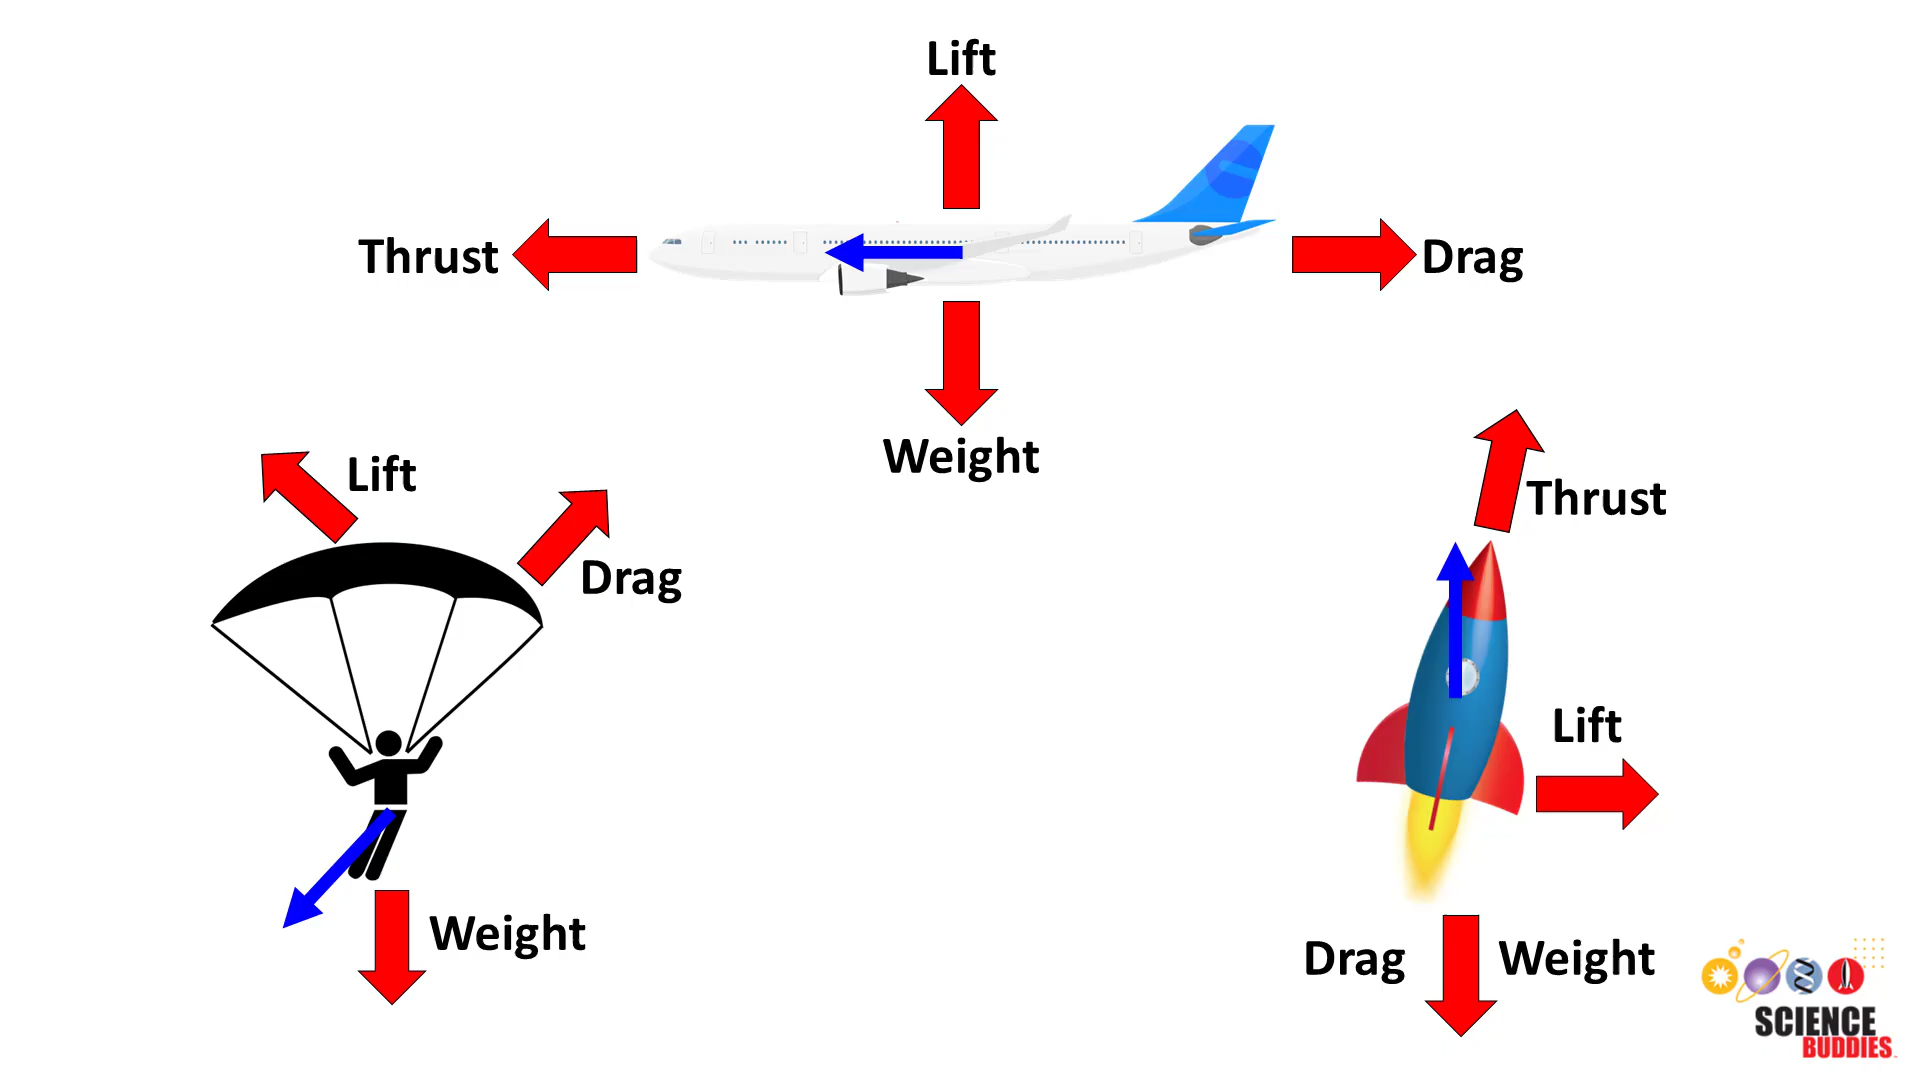 Lift
Thrust
Drag
Weight
Lift
Drag
Weight
Thrust
Lift
Drag Weight
SCIENCE
BUDDIES